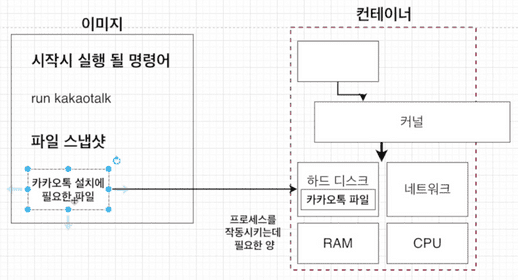 이미지
시작시 실행 될 명령어
run kakaotalk
파일 스냅샷
카카오톡 설치에
필요한 파일
컨테이너
커널
하드 디스크
카카오톡 파일
네트워크
프로세스를
작동시키는데
필요한 양
RAM
CPU